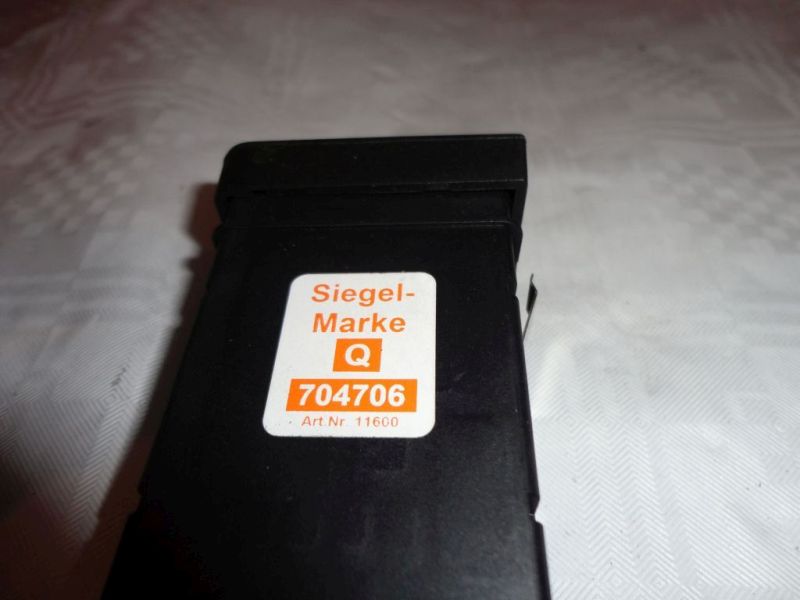 Siegel-
Marke
Q
704706
Art.Nr. 11600